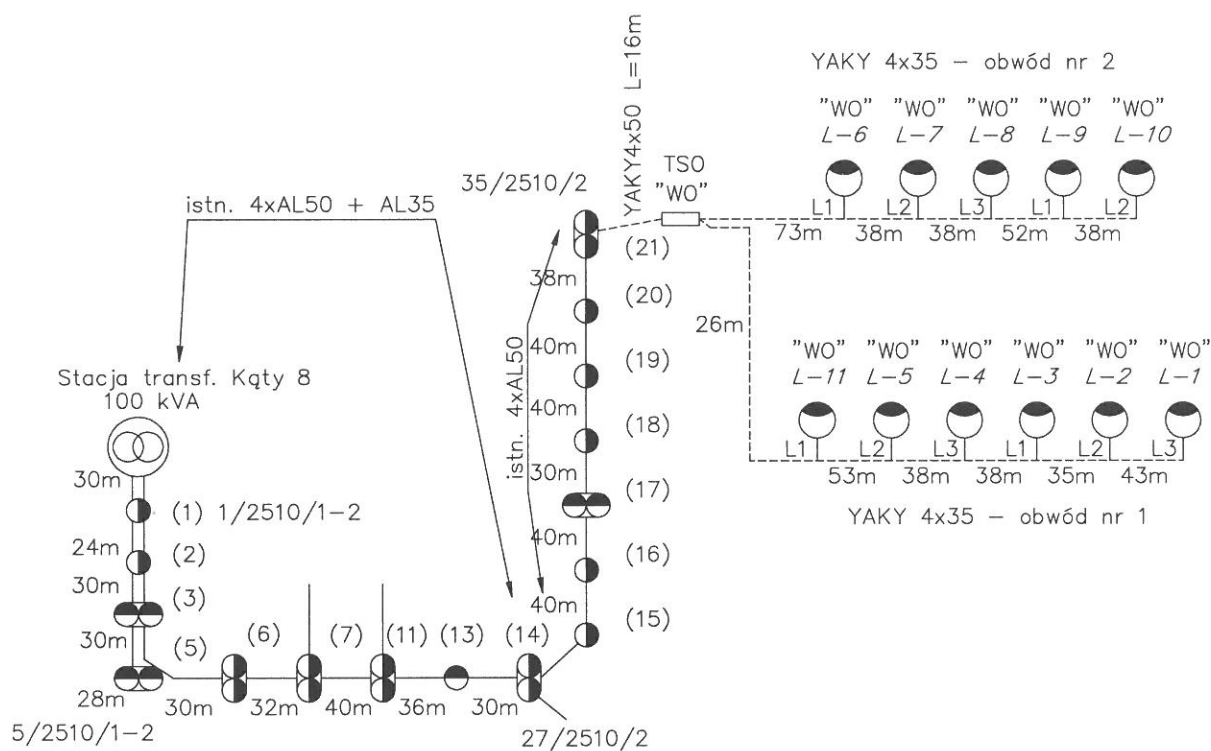 YAKY 4x35 – obwód nr 2
"WO" "WO" "WO" "WO" "WO"
L-6 L-7 L-8 L-9 L-10
YAKY4x50 L=16m
TSO
"WO"
35/2510/2
istn. 4xAL50 + AL35
L1 L2 L3 L1 L2
73m 38m 38m 52m 38m
(21)
38m
(20)
26m
40m
istn. 4xAL50
(19)
"WO" "WO" "WO" "WO" "WO" "WO"
L-11 L-5 L-4 L-3 L-2 L-1
Stacja transf. Kąty 8
100 kVA
40m
(18)
L1 L2 L3 L1 L2 L3
53m 38m 38m 35m 43m
30m
30m
(17)
(1) 1/2510/1-2
YAKY 4x35 – obwód nr 1
24m
(2)
40m
(16)
30m
(3)
40m
(15)
30m
(5)
(6) (7) (11) (13) (14)
28m
30m 32m 40m 36m 30m
5/2510/1-2
27/2510/2